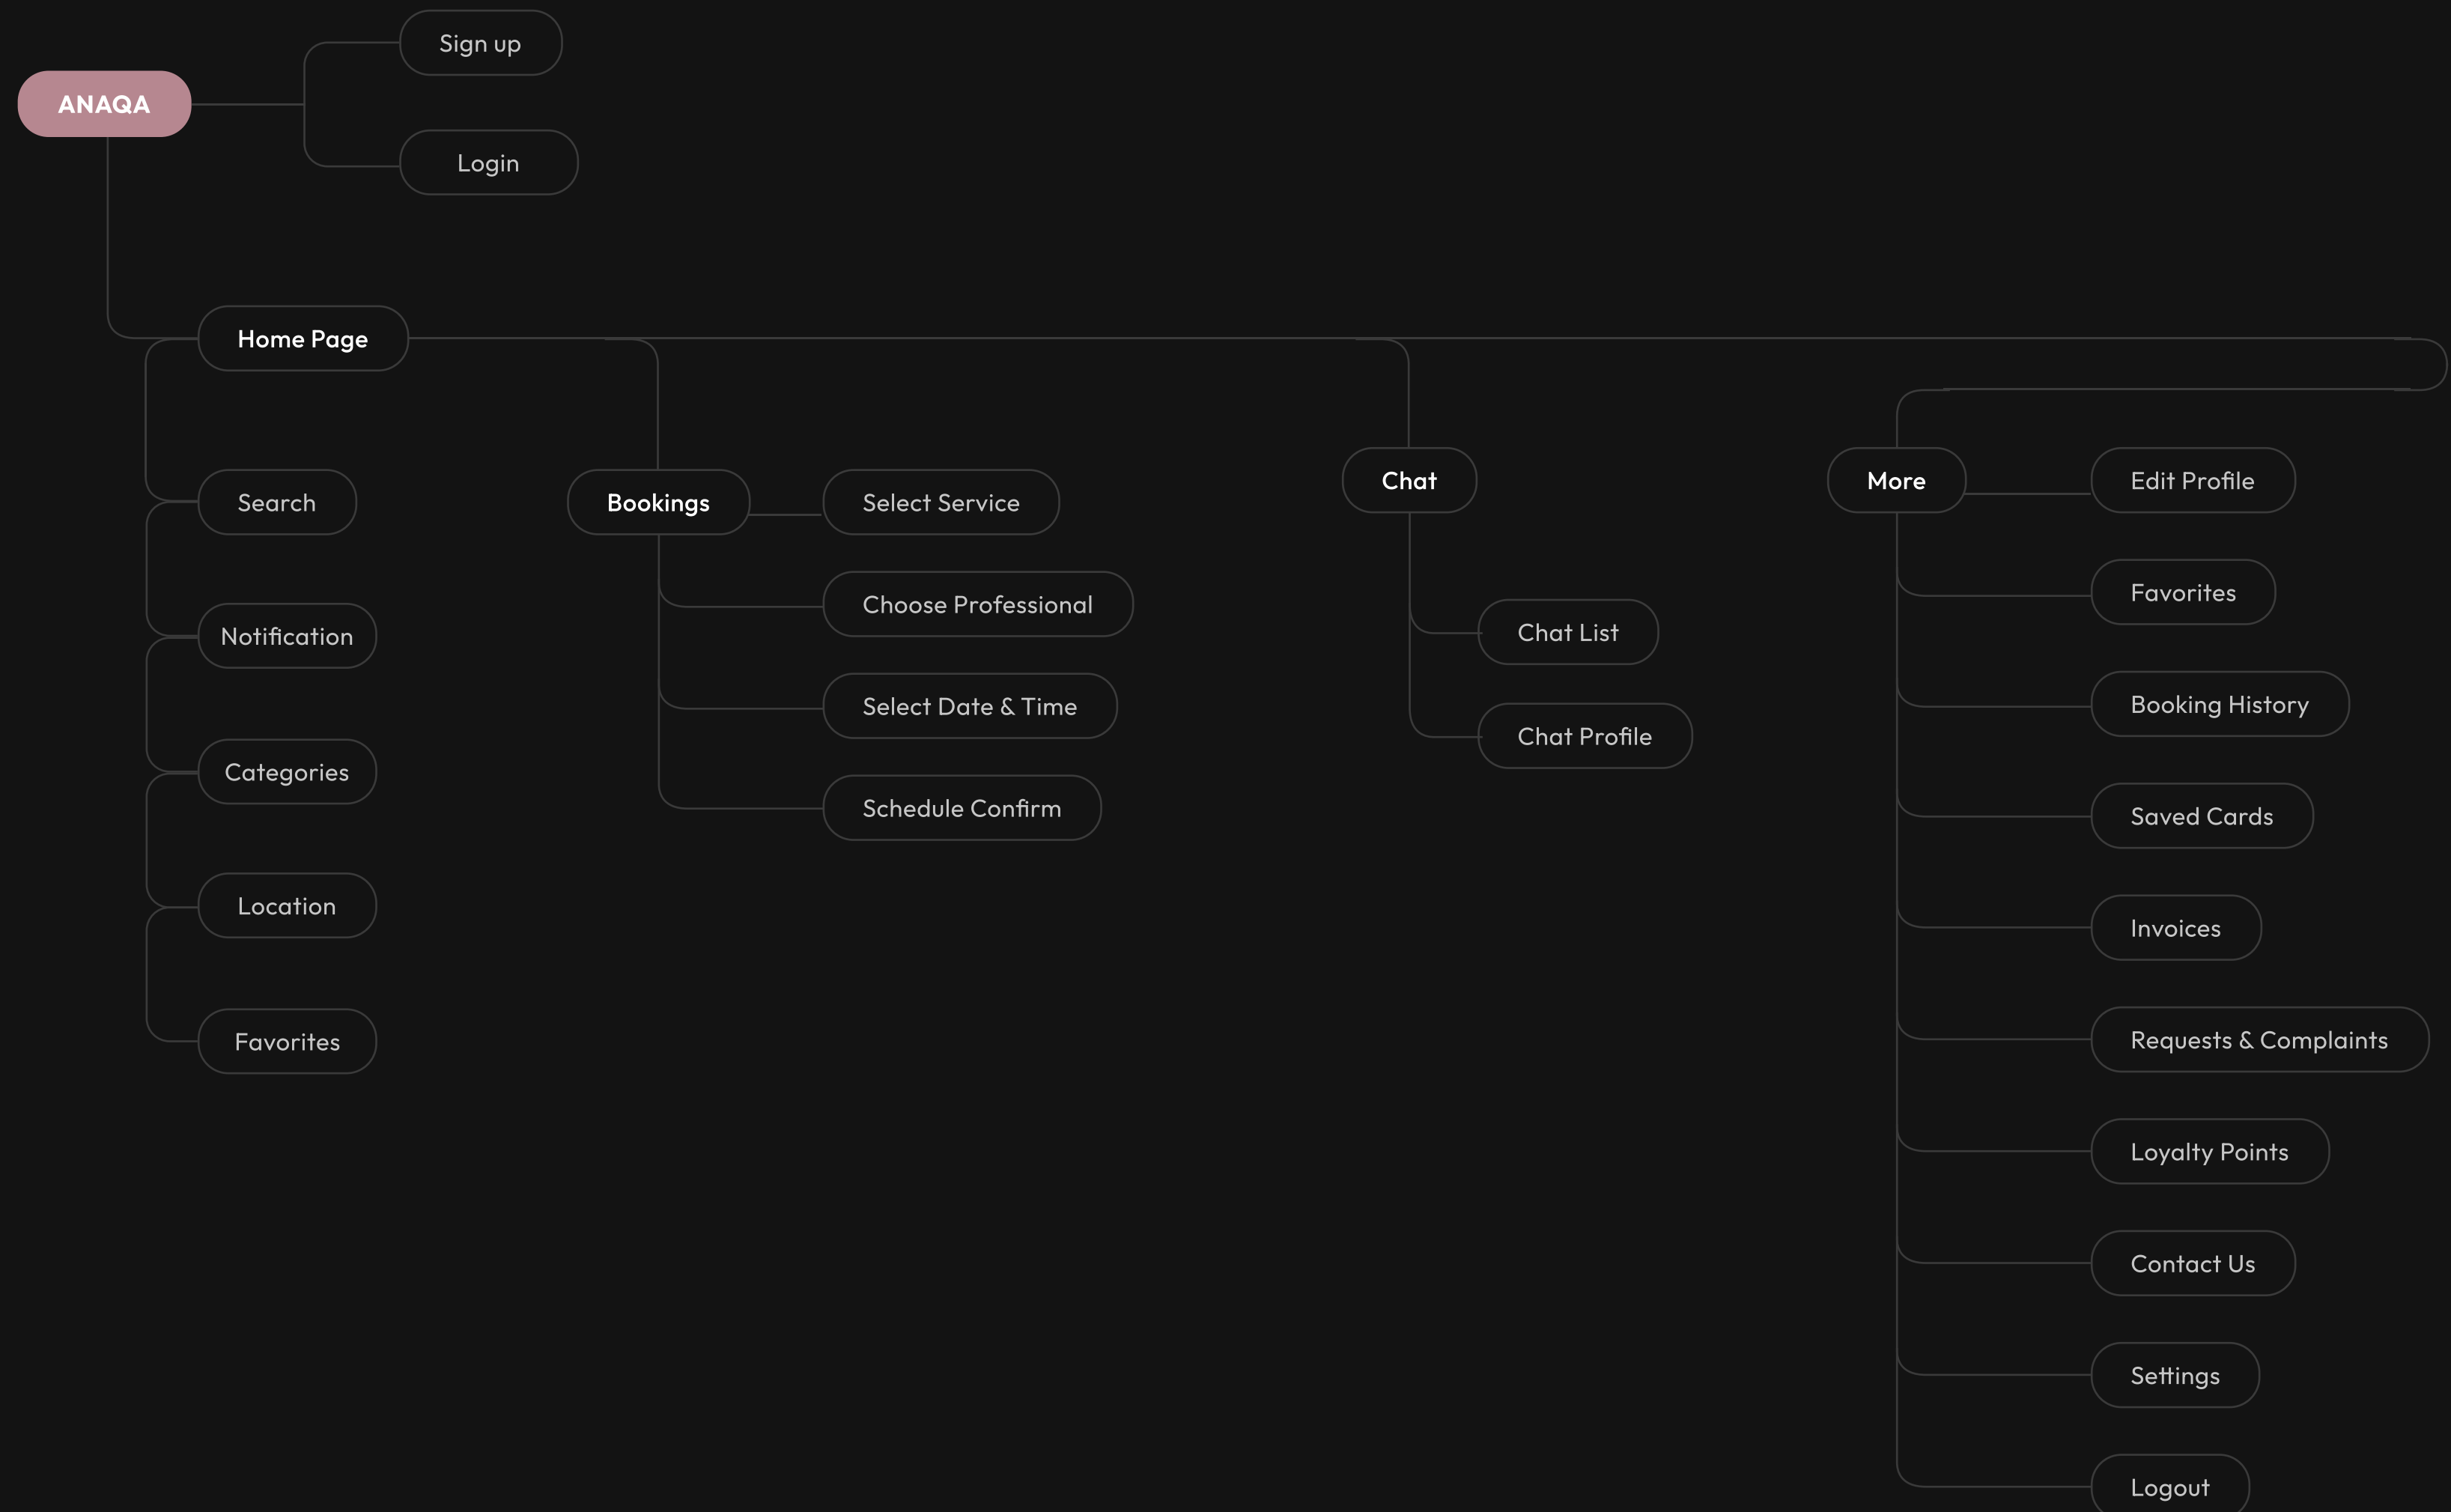 ANAQA
Sign up
Login
Home Page
Search
Notification
Categories
Location
Favorites
Bookings
Select Service
Choose Professional
Select Date & Time
Schedule Confirm
Chat
Chat List
Chat Profile
More
Edit Profile
Favorites
Booking History
Saved Cards
Invoices
Requests & Complaints
Loyalty Points
Contact Us
Settings
Logout